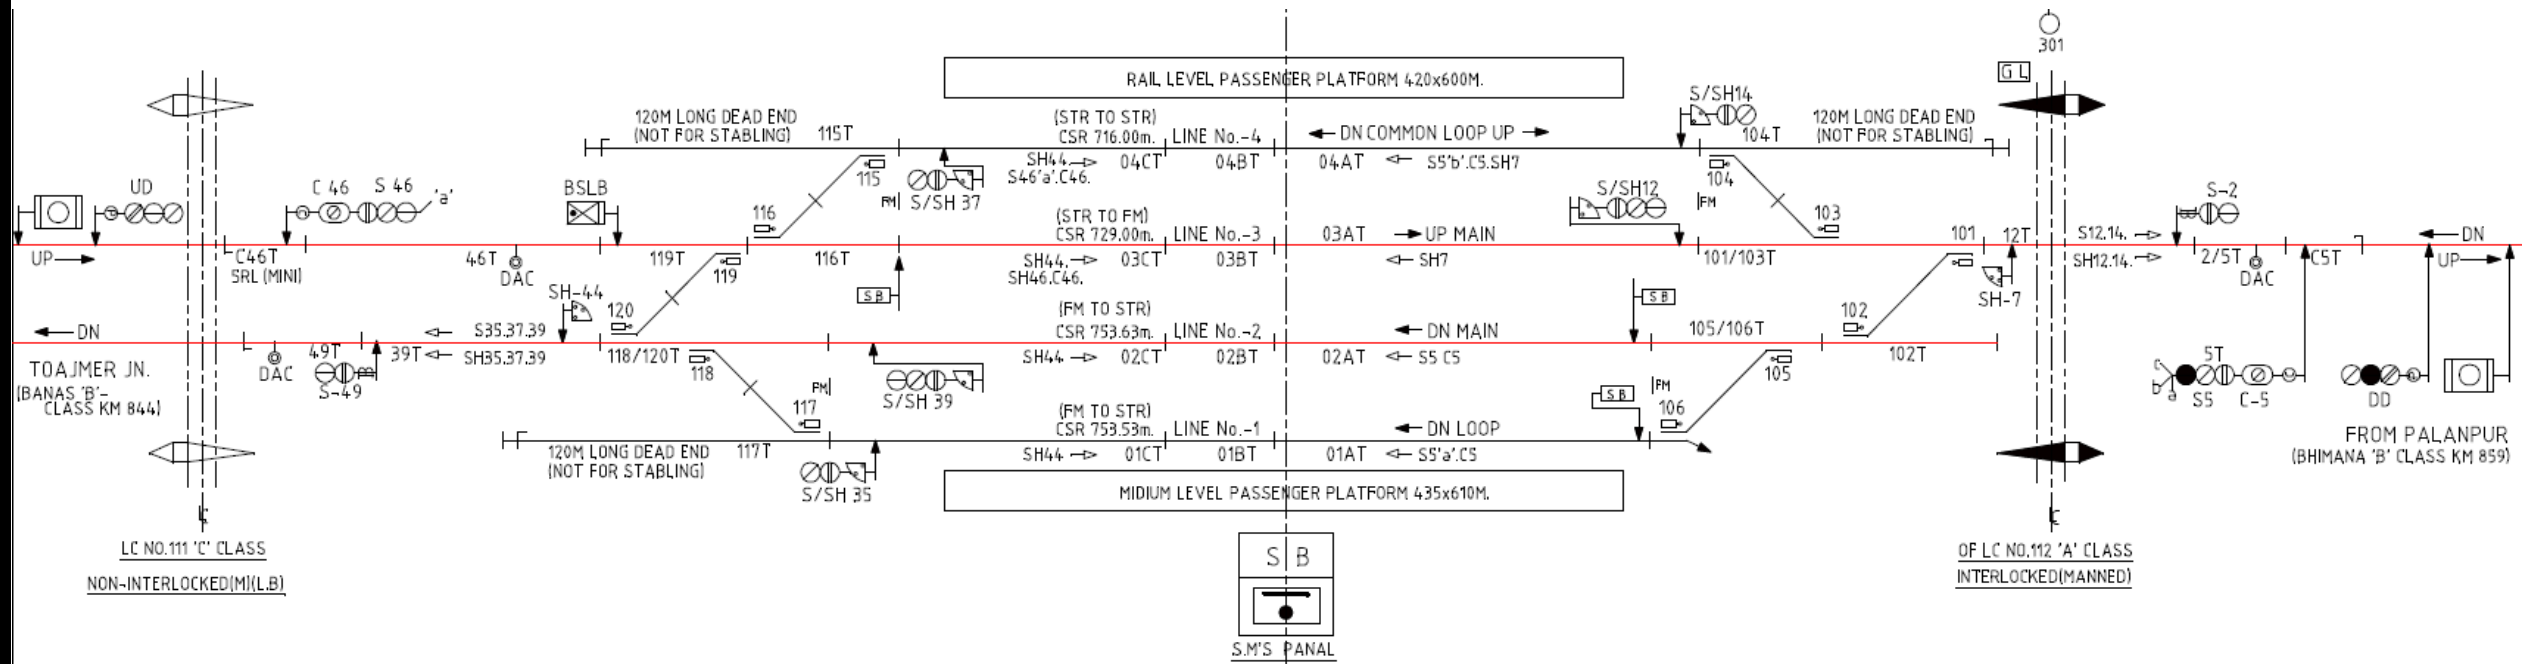 301
G L
RAIL LEVEL PASSENGER PLATFORM 420x600M.
S/SH14
120M LONG DEAD END
(NOT FOR STABLING)
115T
(STR TO STR)
CSR 716.00m.
LINE No.-4
DN COMMON LOOP UP
104T
120M LONG DEAD END
(NOT FOR STABLING)
SH44.
S46'a'.C46.
04CT
04BT
04AT
S5'b'.C5.SH7
115
104
UD
C 46
S 46
'a'
BSLB
116
FM
S/SH 37
S/SH12
FM
103
S-2
(STR TO FM)
CSR 729.00m.
LINE No.-3
03AT
UP MAIN
101
12T
S12.14.
DN
UP
C46T
SRL (MINI)
46T
DAC
119T
119
116T
SH44.
SH46.C46.
03CT
03BT
SH7
101/103T
SH12.14.
2/5T
DAC
C5T
UP
SH-7
SH-44
120
S B
(FM TO STR)
CSR 753.63m.
LINE No.-2
DN MAIN
S B
105/106T
102
DN
S35.37.39
49T
DAC
S-49
39T
SH35.37.39
118/120T
118
SH44
02CT
02BT
02AT
S5 C5
105
102T
TOAJMER JN.
(BANAS 'B'-
CLASS KM 844)
FM
S/SH 39
S B
FM
5T
c
b
a
S5
C-5
DD
117
(FM TO STR)
CSR 753.53m.
LINE No.-1
DN LOOP
106
FROM PALANPUR
(BHIMANA 'B' CLASS KM 859)
120M LONG DEAD END
(NOT FOR STABLING)
117T
S/SH 35
SH44
01CT
01BT
01AT
S5'a'.C5
MIDIUM LEVEL PASSENGER PLATFORM 435x610M.
LC NO.111 'C' CLASS
NON-INTERLOCKED(M)(L.B)
OF LC NO.112 'A' CLASS
INTERLOCKED(MANNED)
S B
S.M'S PANAL